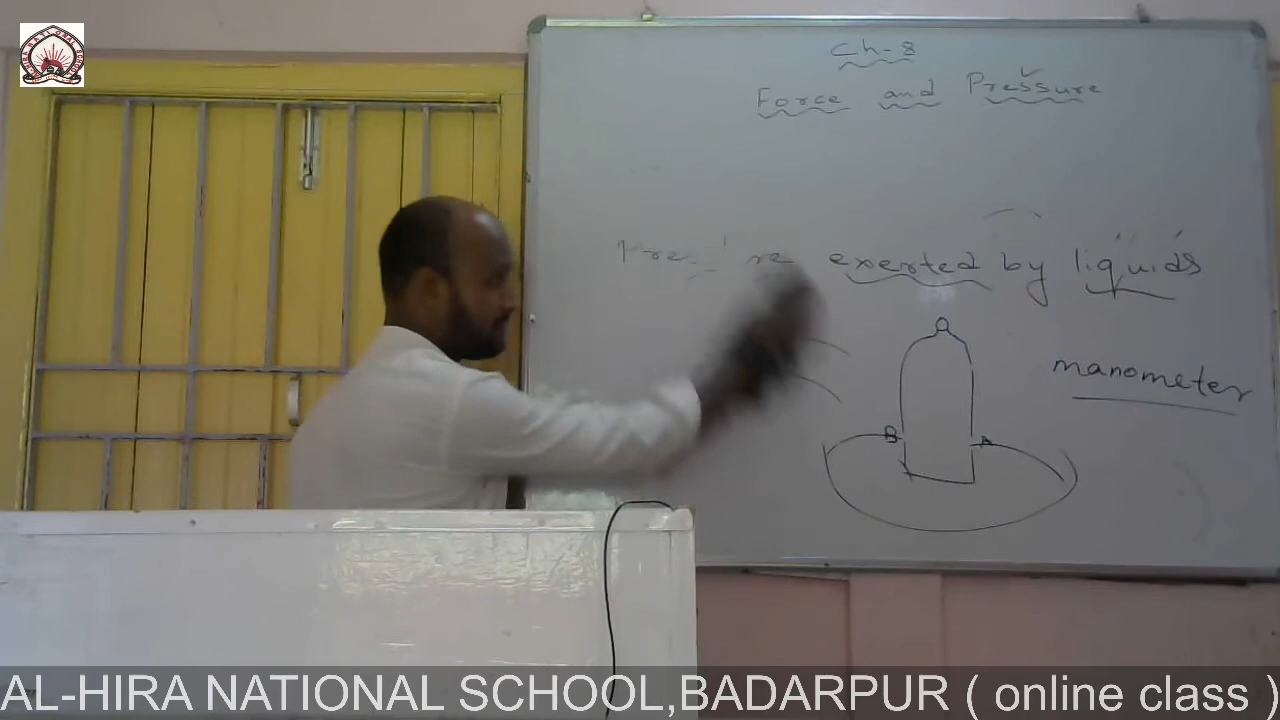 Ch-8
Force and Pressure
exerted by liquids
manometer
B A
AL-HIRA NATIONAL SCHOOL,BADARPUR ( online class )